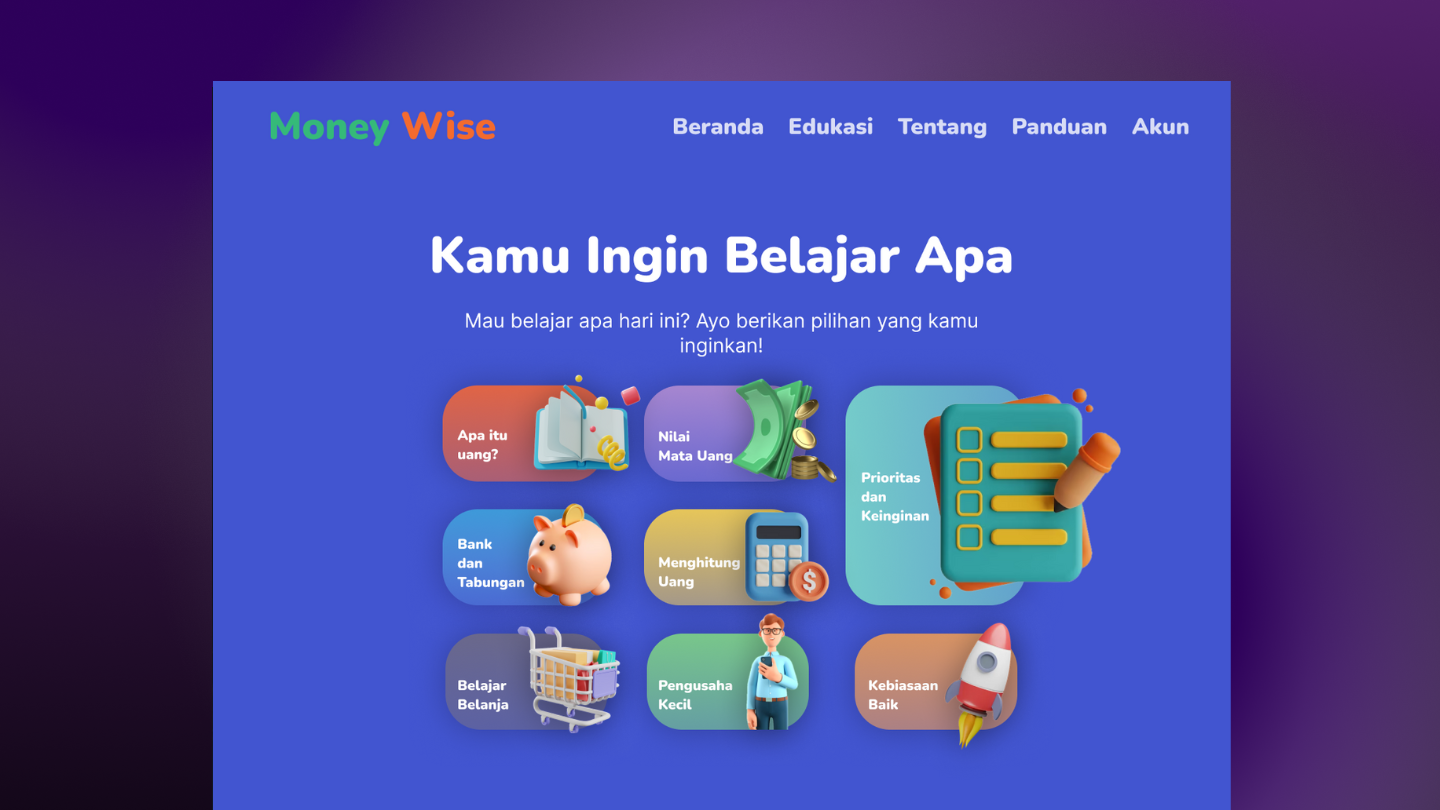 Money Wise
Beranda Edukasi Tentang Panduan Akun
Kamu Ingin Belajar Apa
Mau belajar apa hari ini? Ayo berikan pilihan yang kamu
inginkan!
Apa itu
uang?
Nilai
Mata Uang
Prioritas
dan
Keinginan
Bank
dan
Tabungan
Menghitung
Uang
$
Belajar
Belanja
Pengusaha
Kecil
Kebiasaan
Baik